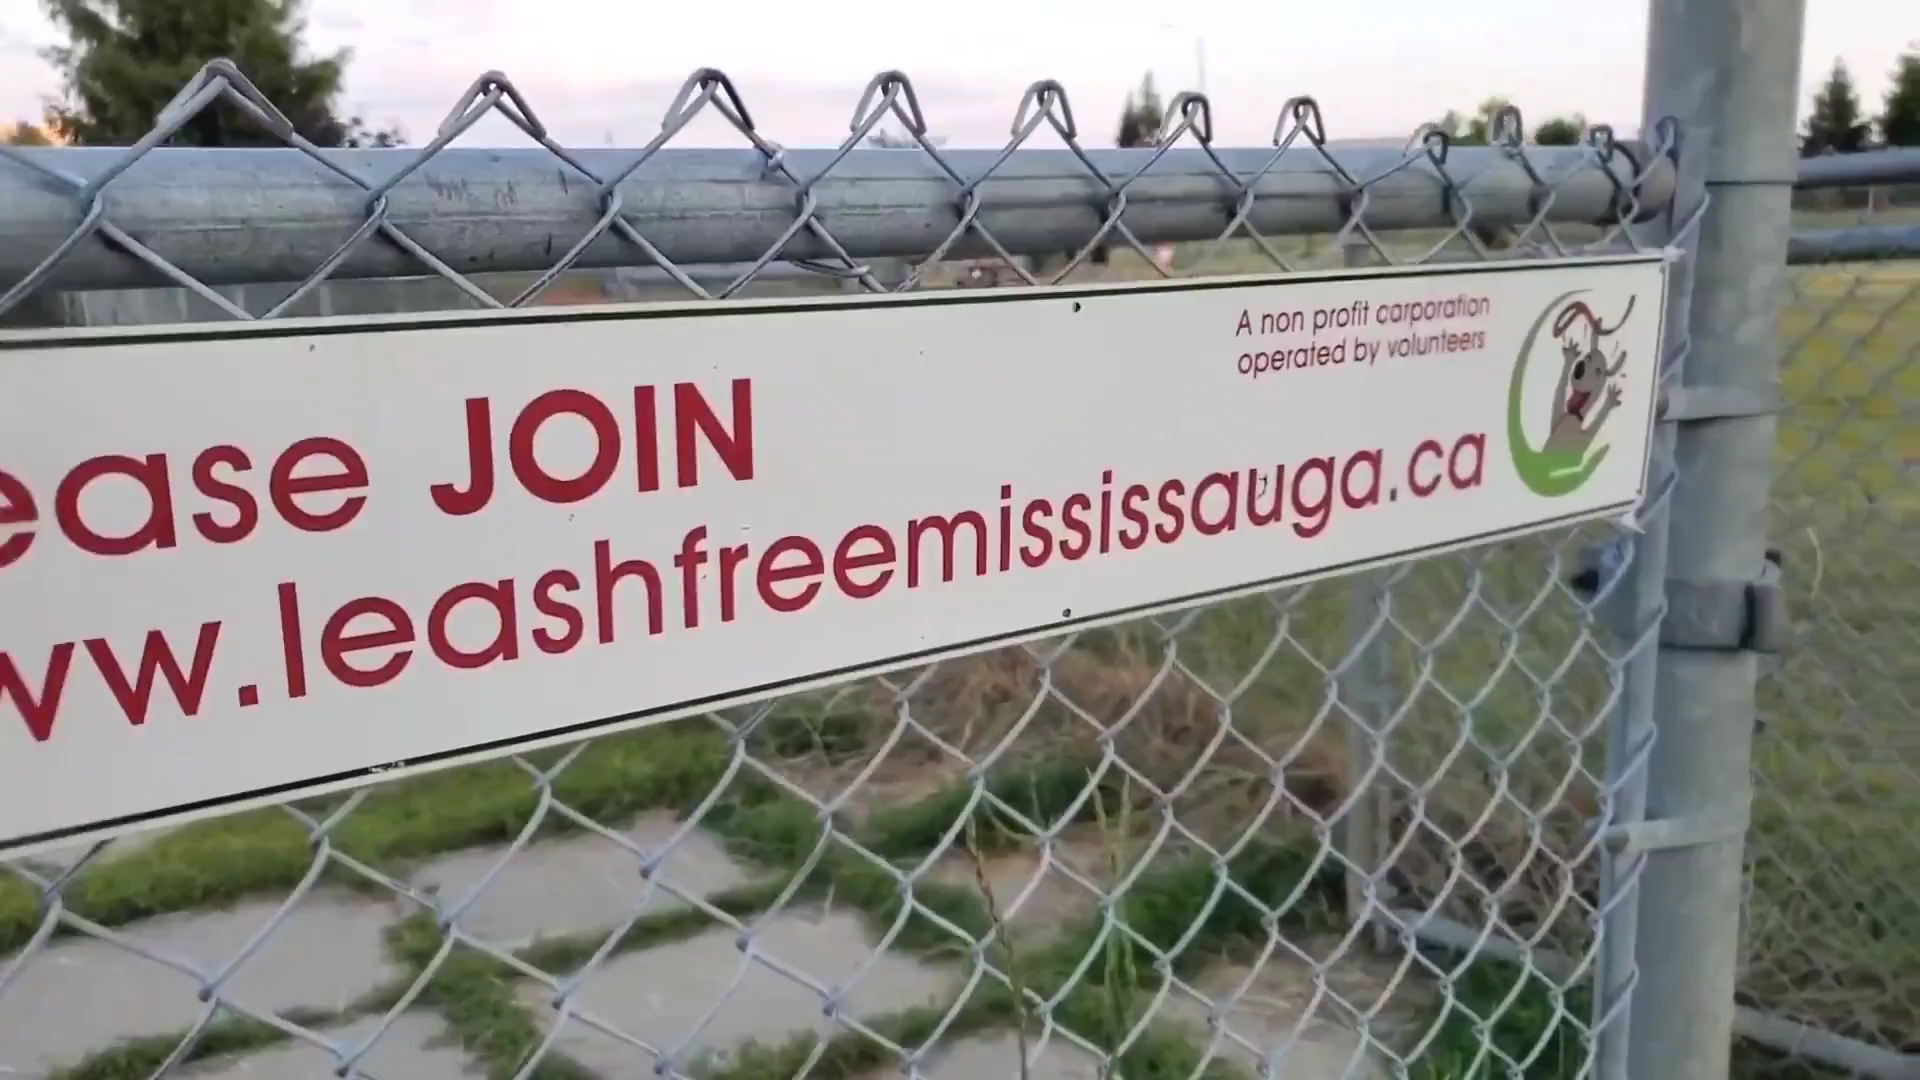 ease JOIN
A non profit carporation
operated by volunteers
ww.leashfreemississauga.ca